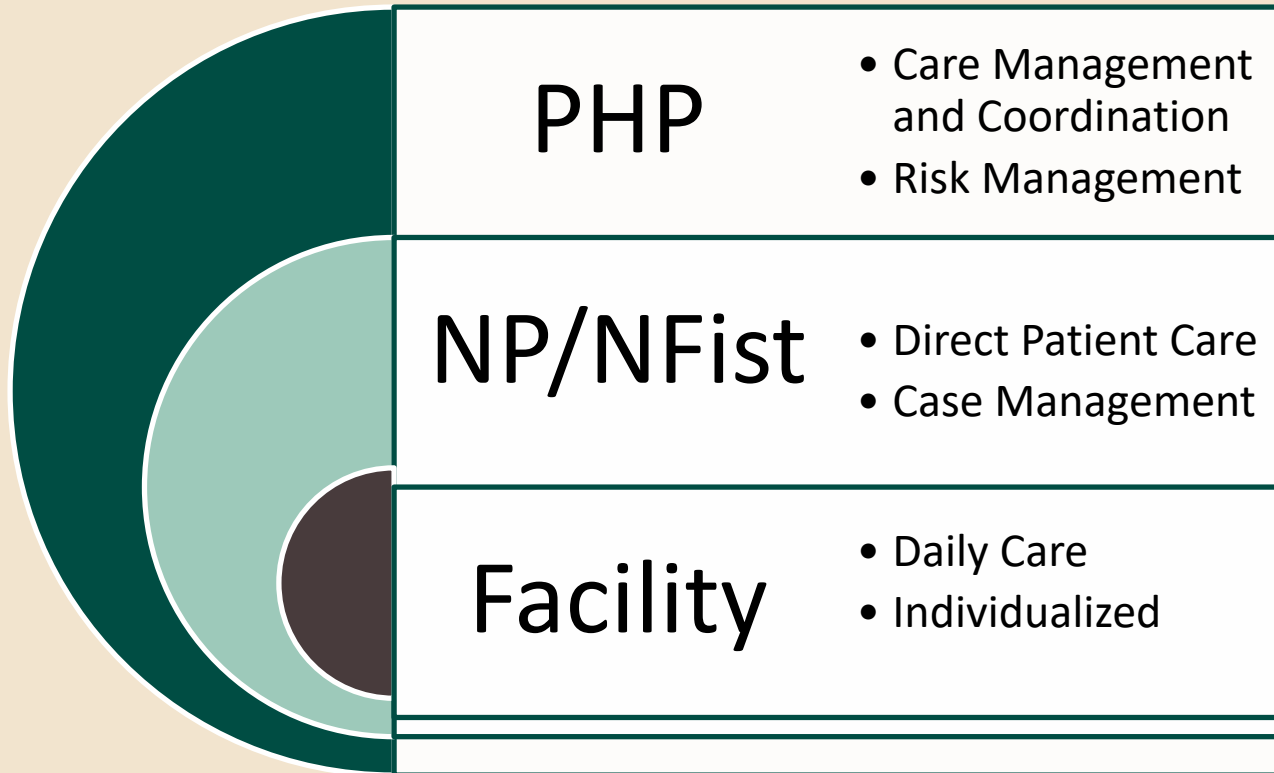 PHP
• Care Management
and Coordination
• Risk Management
NP/NFist
• Direct Patient Care
• Case Management
Facility
• Daily Care
• Individualized